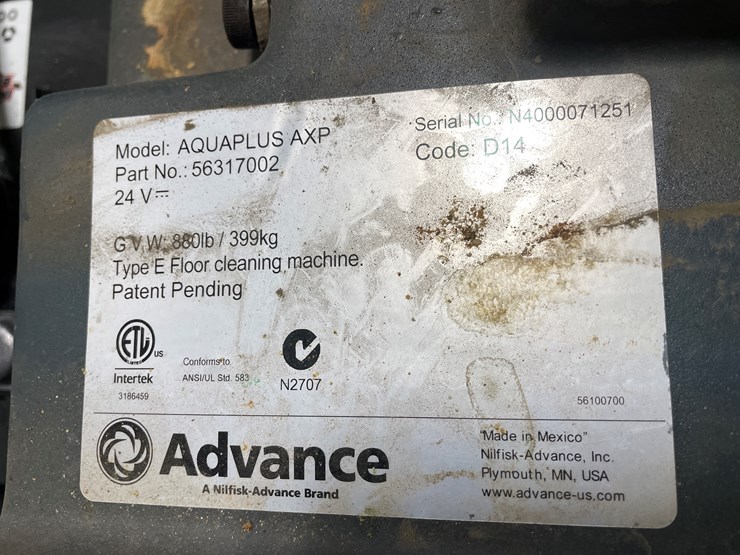 Model: AQUAPLUS AXP
Part No.: 56317002
24 V⎓
Serial No.: N4000071251
Code: D14
G.V.W: 880lb / 399kg
Type E Floor cleaning machine.
Patent Pending
ETL us
Intertek
3186459
Conforms to
ANSI/UL Std. 583
N2707
56100700
Advance
A Nilfisk-Advance Brand
"Made in Mexico"
Nilfisk-Advance, Inc.
Plymouth, MN, USA
www.advance-us.com